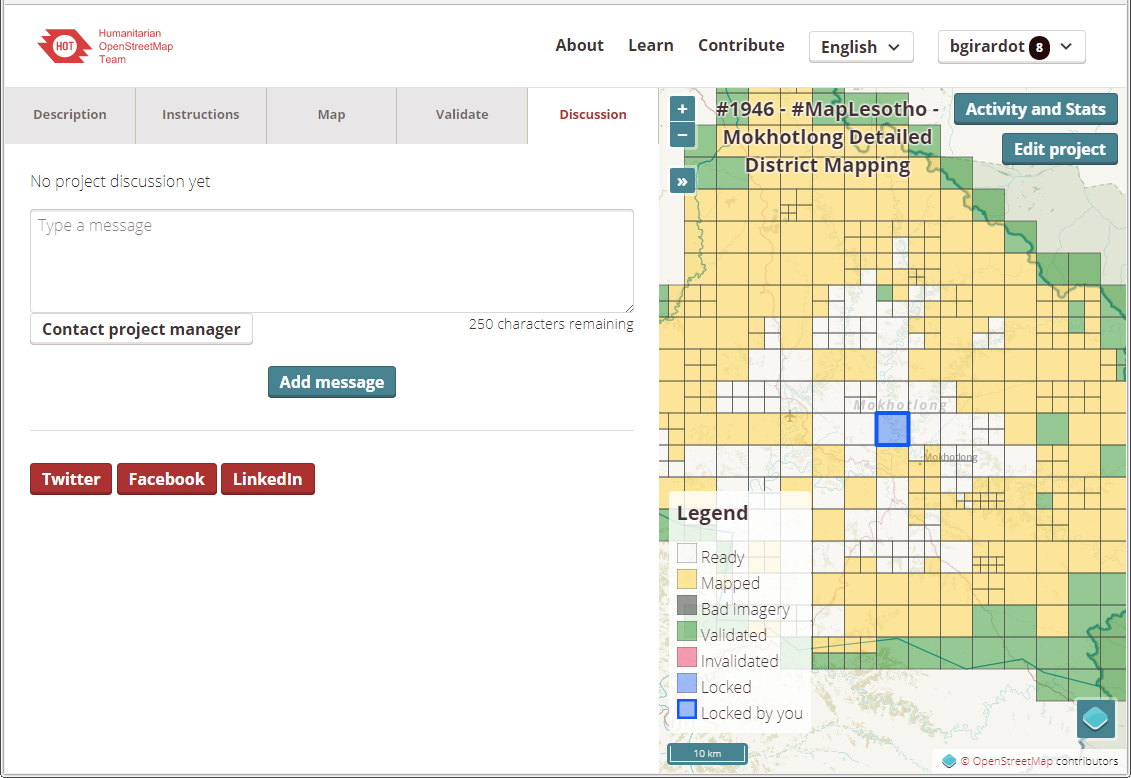 HOT
Humanitarian
OpenStreetMap
Team
About
Learn
Contribute
English
bgirardot 8
Description
Instructions
Map
Validate
Discussion
No project discussion yet
Type a message
250 characters remaining
Contact project manager
Add message
Twitter
Facebook
LinkedIn
+
−
»
#1946 - #MapLesotho -
Mokhotlong Detailed
District Mapping
Activity and Stats
Edit project
Mokhotlong
Mokhotlong
Legend
Ready
Mapped
Bad imagery
Validated
Invalidated
Locked
Locked by you
10 km
© OpenStreetMap contributors